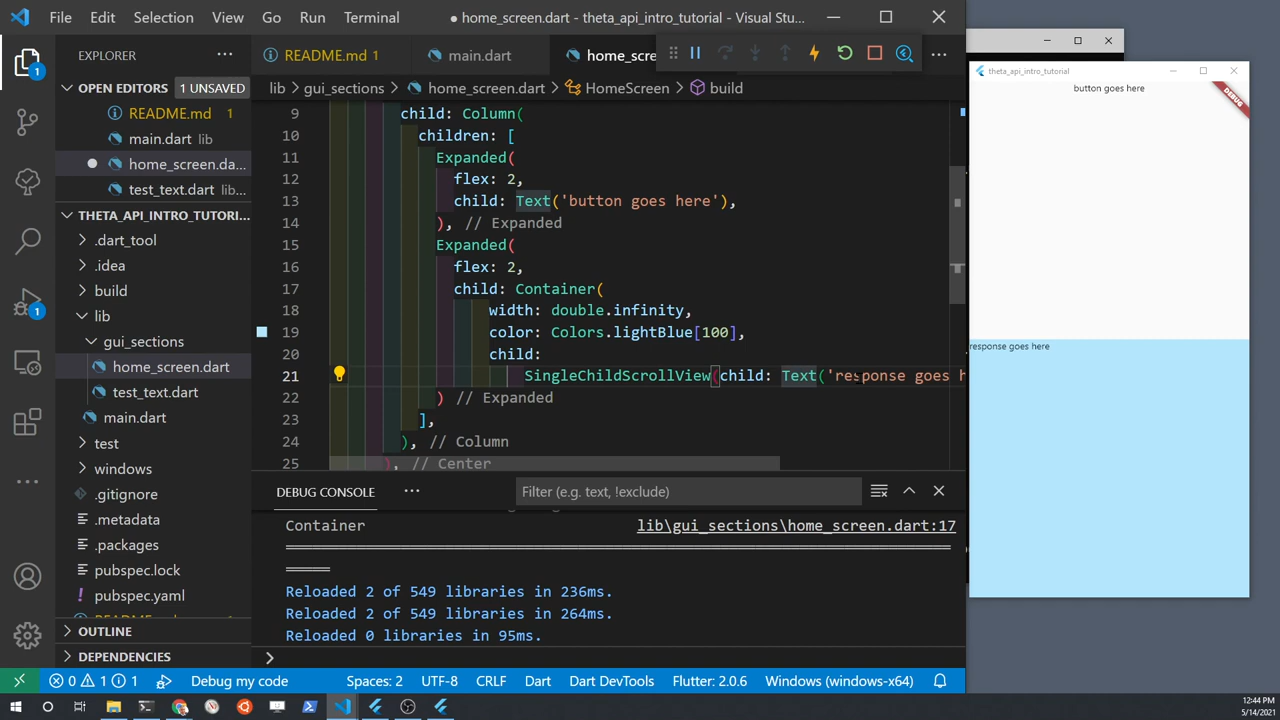 File Edit Selection View Go Run Terminal ● home_screen.dart - theta_api_intro_tutorial - Visual Stu...
EXPLORER ...
README.md 1 main.dart home_scre
OPEN EDITORS 1 UNSAVED
lib > gui_sections > home_screen.dart > HomeScreen > build
README.md 1
main.dart lib
home_screen.da...
test_text.dart lib...
THETA_API_INTRO_TUTORI...
.dart_tool
.idea
build
lib
gui_sections
home_screen.dart
test_text.dart
main.dart
test
windows
.gitignore
.metadata
.packages
pubspec.lock
pubspec.yaml
README.md
OUTLINE
DEPENDENCIES
9 child: Column(
10 children: [
11 Expanded(
12 flex: 2,
13 child: Text('button goes here'),
14 ), // Expanded
15 Expanded(
16 flex: 2,
17 child: Container(
18 width: double.infinity,
19 color: Colors.lightBlue[100],
20 child:
21 SingleChildScrollView(child: Text('response goes h
22 ) // Expanded
23 ],
24 ), // Column
25 ), // Center
DEBUG CONSOLE ... Filter (e.g. text, !exclude)
Container lib\gui_sections\home_screen.dart:17
Reloaded 2 of 549 libraries in 236ms.
Reloaded 2 of 549 libraries in 264ms.
Reloaded 0 libraries in 95ms.
>
0 1 1 Debug my code Spaces: 2 UTF-8 CRLF Dart Dart DevTools Flutter: 2.0.6 Windows (windows-x64)
theta_api_intro_tutorial
button goes here
DEBUG
response goes here
12:44 PM
5/14/2021